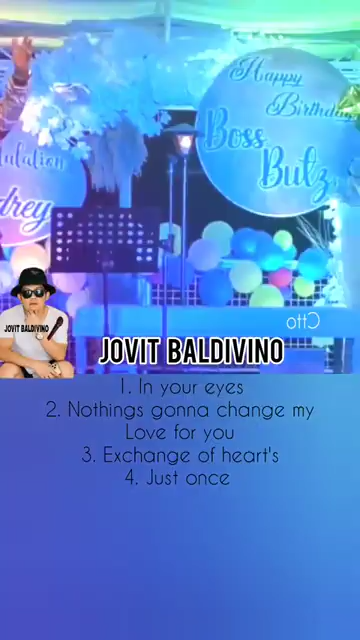 Happy
Birthday
Boss
Butz
ulation
drey
Ctto
JOVIT BALDIVINO
JOVIT BALDIVINO
1. In your eyes
2. Nothings gonna change my
Love for you
3. Exchange of heart's
4. Just once